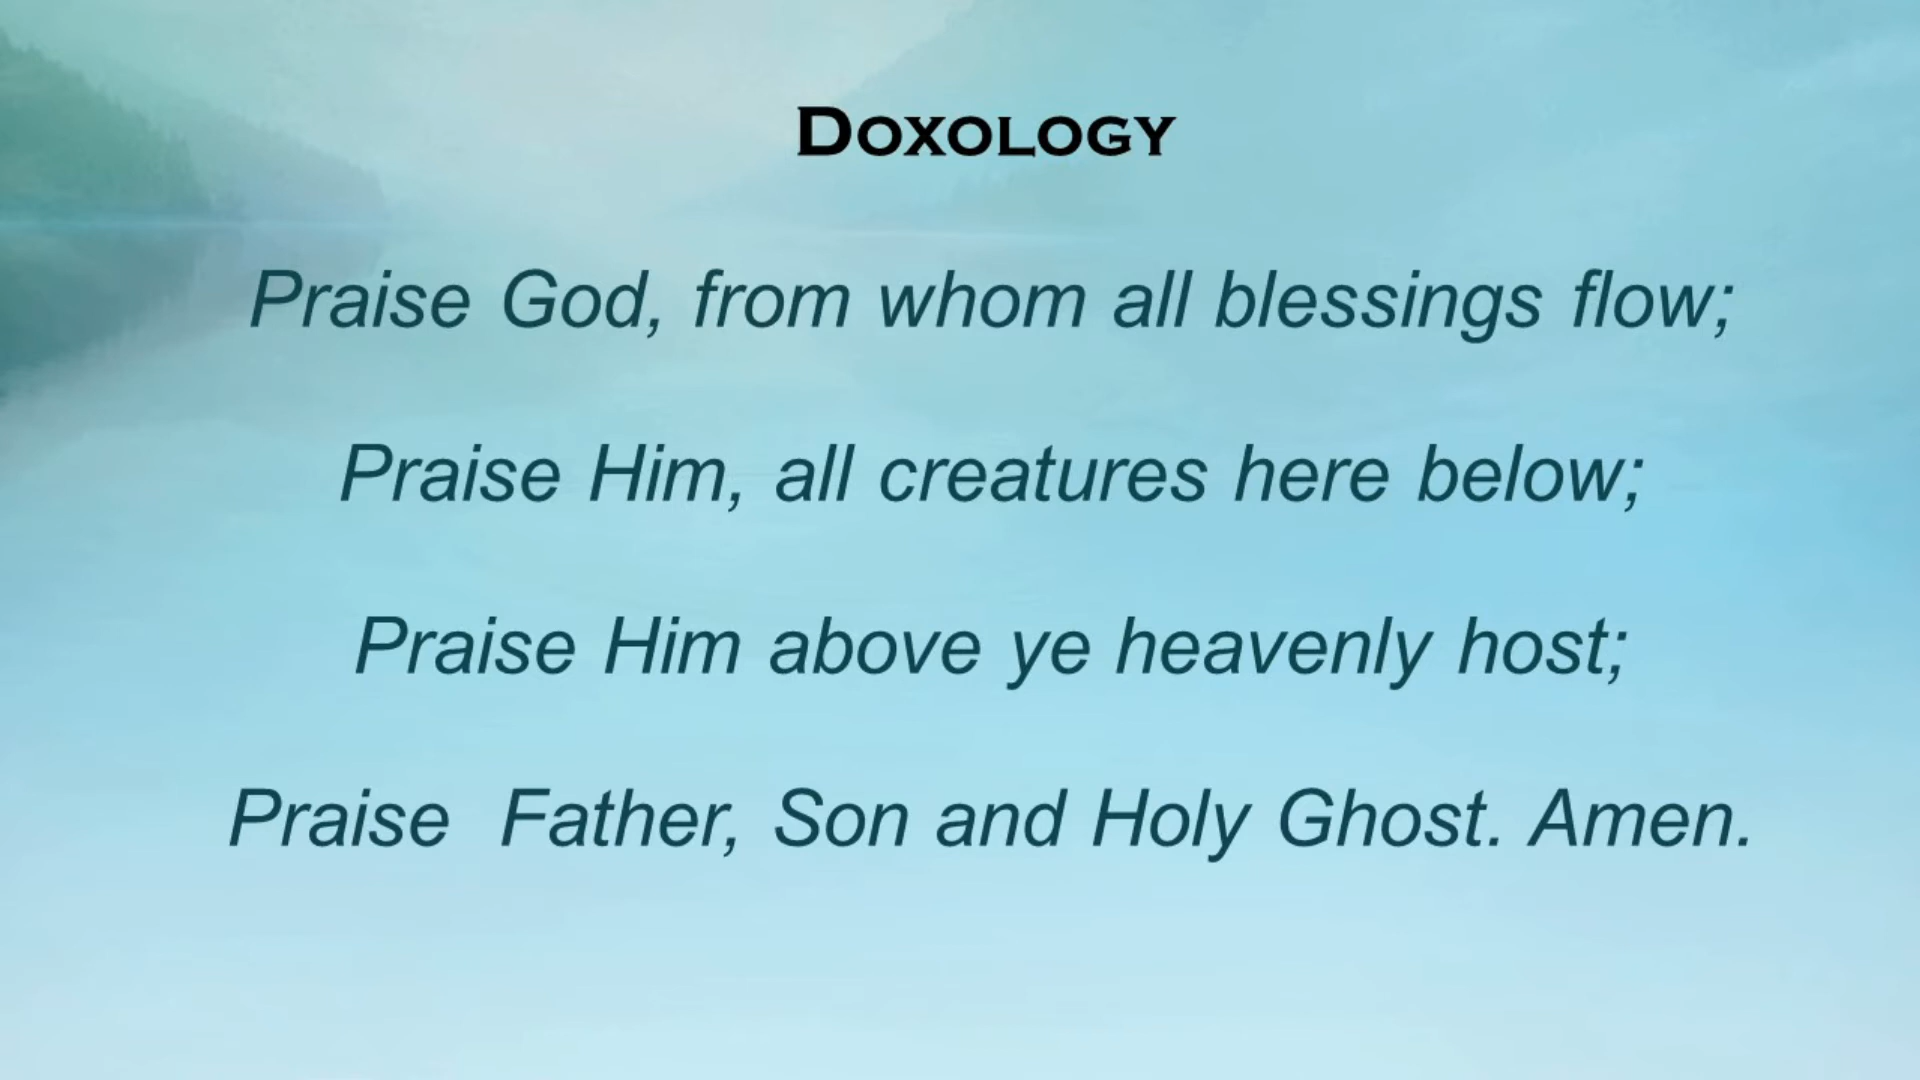 Doxology
Praise God, from whom all blessings flow;
Praise Him, all creatures here below;
Praise Him above ye heavenly host;
Praise  Father, Son and Holy Ghost. Amen.